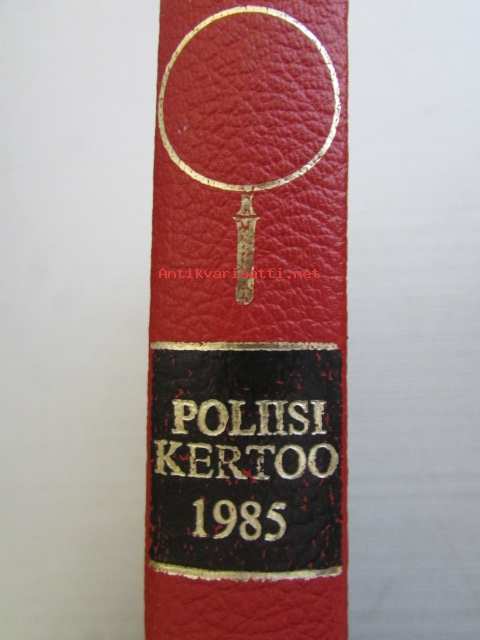 Antikvariaatti.net
POLIISI
KERTOO
1985